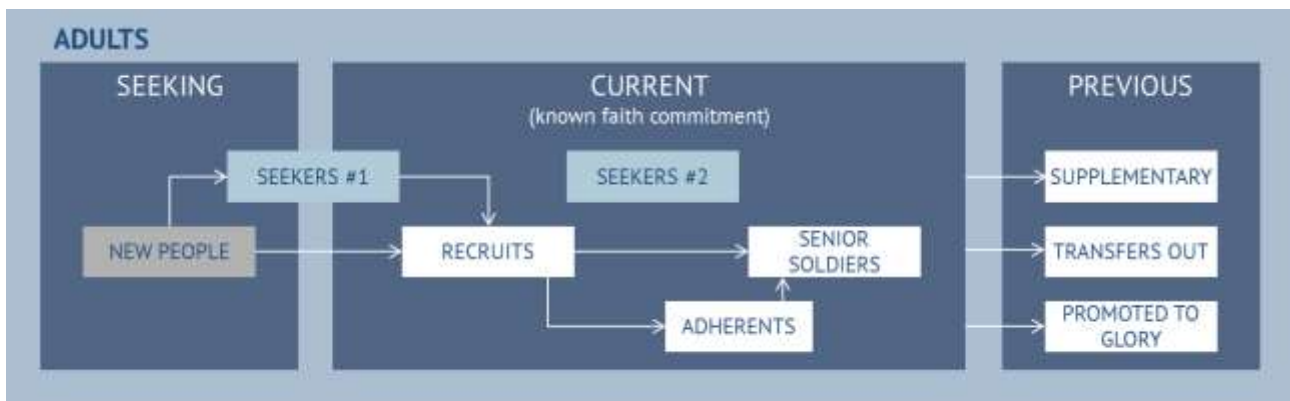 ADULTS
SEEKING
CURRENT
(known faith commitment)
PREVIOUS
SEEKERS #1
SEEKERS #2
SUPPLEMENTARY
NEW PEOPLE
RECRUITS
SENIOR
SOLDIERS
TRANSFERS OUT
ADHERENTS
PROMOTED TO
GLORY